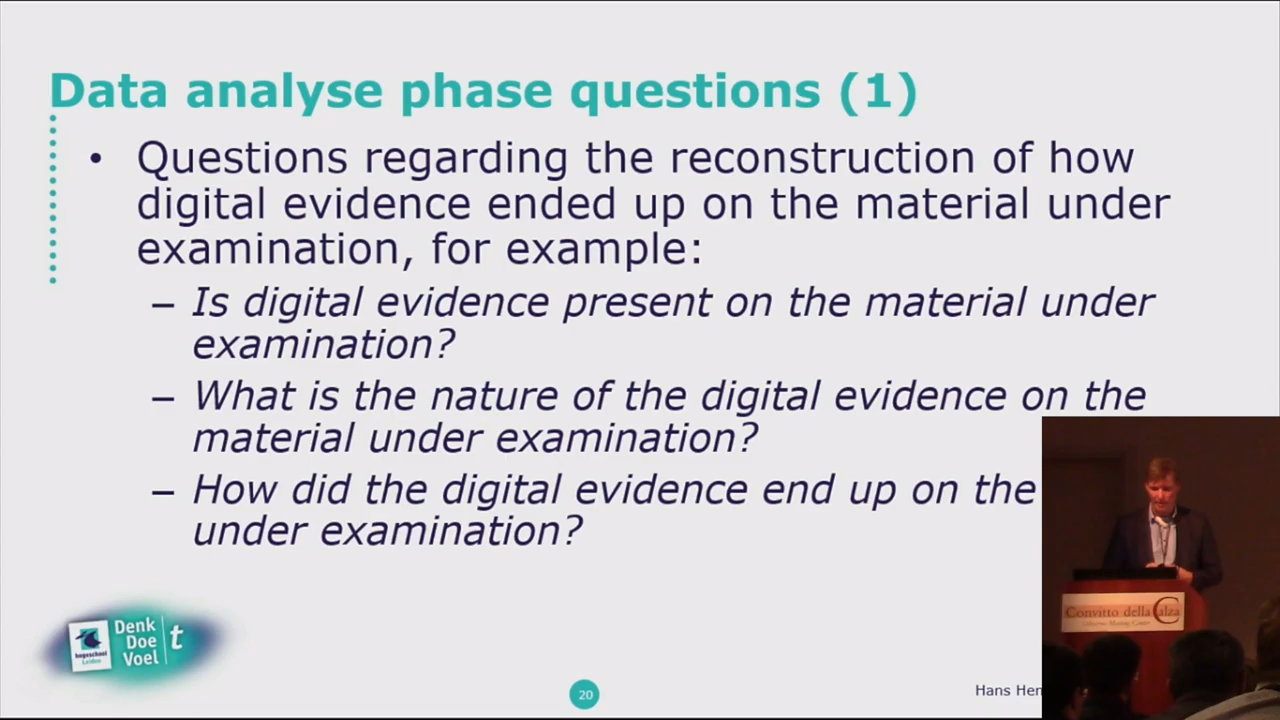 Data analyse phase questions (1)
• Questions regarding the reconstruction of how
digital evidence ended up on the material under
examination, for example:
– Is digital evidence present on the material under
examination?
– What is the nature of the digital evidence on the
material under examination?
– How did the digital evidence end up on the
under examination?
hogeschool
Leiden
Denk
Doe
Voel
t
20
Hans Hen
Convitto della Calza